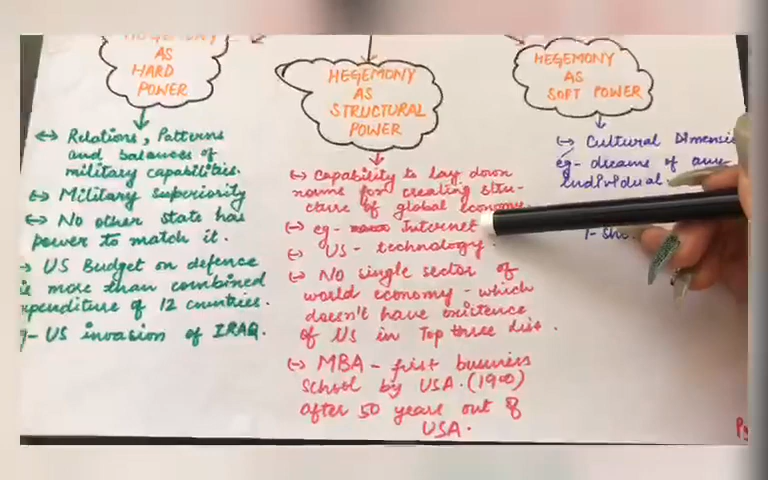 HEGEMONY
AS
HARD
POWER
Relations, Patterns
and balances of
military capabilities.
Military superiority
No other state has
power to match it.
US Budget on defence
more than combined
penditure of 12 countries.
US invasion of IRAQ.
HEGEMONY
AS
STRUCTURAL
POWER
Capability to lay down
norms for creating stru-
cture of global economy.
eg - Internet
US - technology.
No single sector of
world economy - which
doesn't have existence
of US in Top three list.
MBA - first business
school by USA. (1900)
after 50 years out of
USA.
HEGEMONY
AS
SOFT POWER
Cultural Dimensi
eg - dreams of any
individual